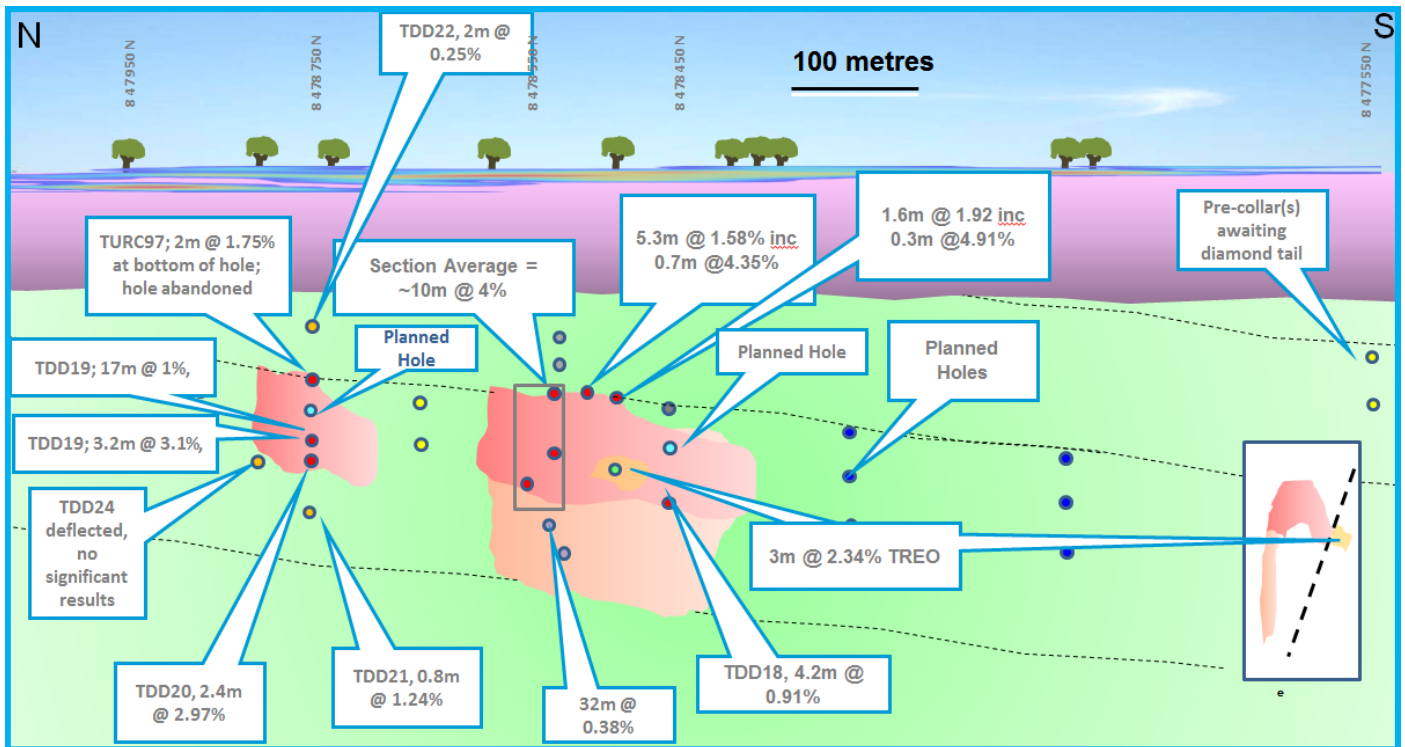 N
S
8 47950 N
8 478 750 N
8 478 550 N
8 478 450 N
8 477 550 N
100 metres
TDD22, 2m @
0.25%
TURC97; 2m @ 1.75%
at bottom of hole;
hole abandoned
Section Average =
~10m @ 4%
5.3m @ 1.58% inc
0.7m @4.35%
1.6m @ 1.92 inc
0.3m @4.91%
Pre-collar(s)
awaiting
diamond tail
Planned
Hole
TDD19; 17m @ 1%,
TDD19; 3.2m @ 3.1%,
Planned Hole
Planned
Holes
TDD24
deflected,
no
significant
results
3m @ 2.34% TREO
TDD20, 2.4m
@ 2.97%
TDD21, 0.8m
@ 1.24%
32m @
0.38%
TDD18, 4.2m @
0.91%
e